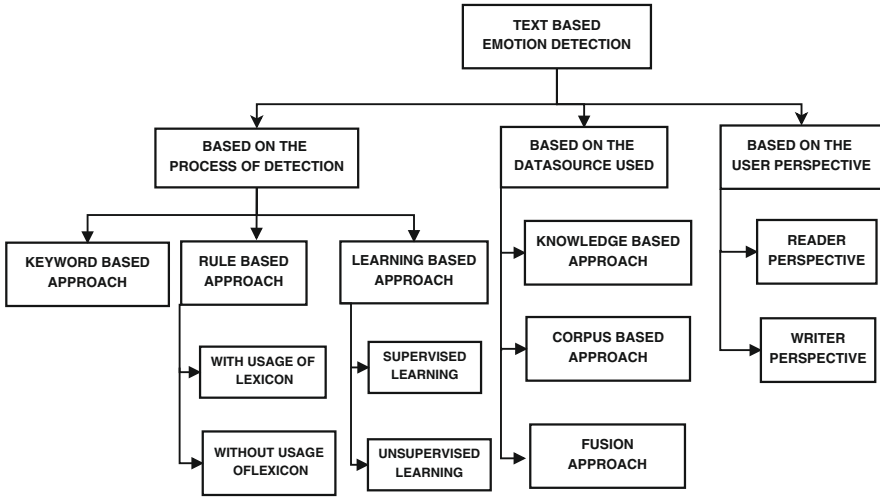 TEXT BASED
EMOTION DETECTION
BASED ON THE
PROCESS OF DETECTION
BASED ON THE
DATASOURCE USED
BASED ON THE
USER PERSPECTIVE
KEYWORD BASED
APPROACH
RULE BASED
APPROACH
LEARNING BASED
APPROACH
KNOWLEDGE BASED
APPROACH
READER
PERSPECTIVE
WITH USAGE OF
LEXICON
SUPERVISED
LEARNING
CORPUS BASED
APPROACH
WRITER
PERSPECTIVE
WITHOUT USAGE
OFLEXICON
UNSUPERVISED
LEARNING
FUSION
APPROACH